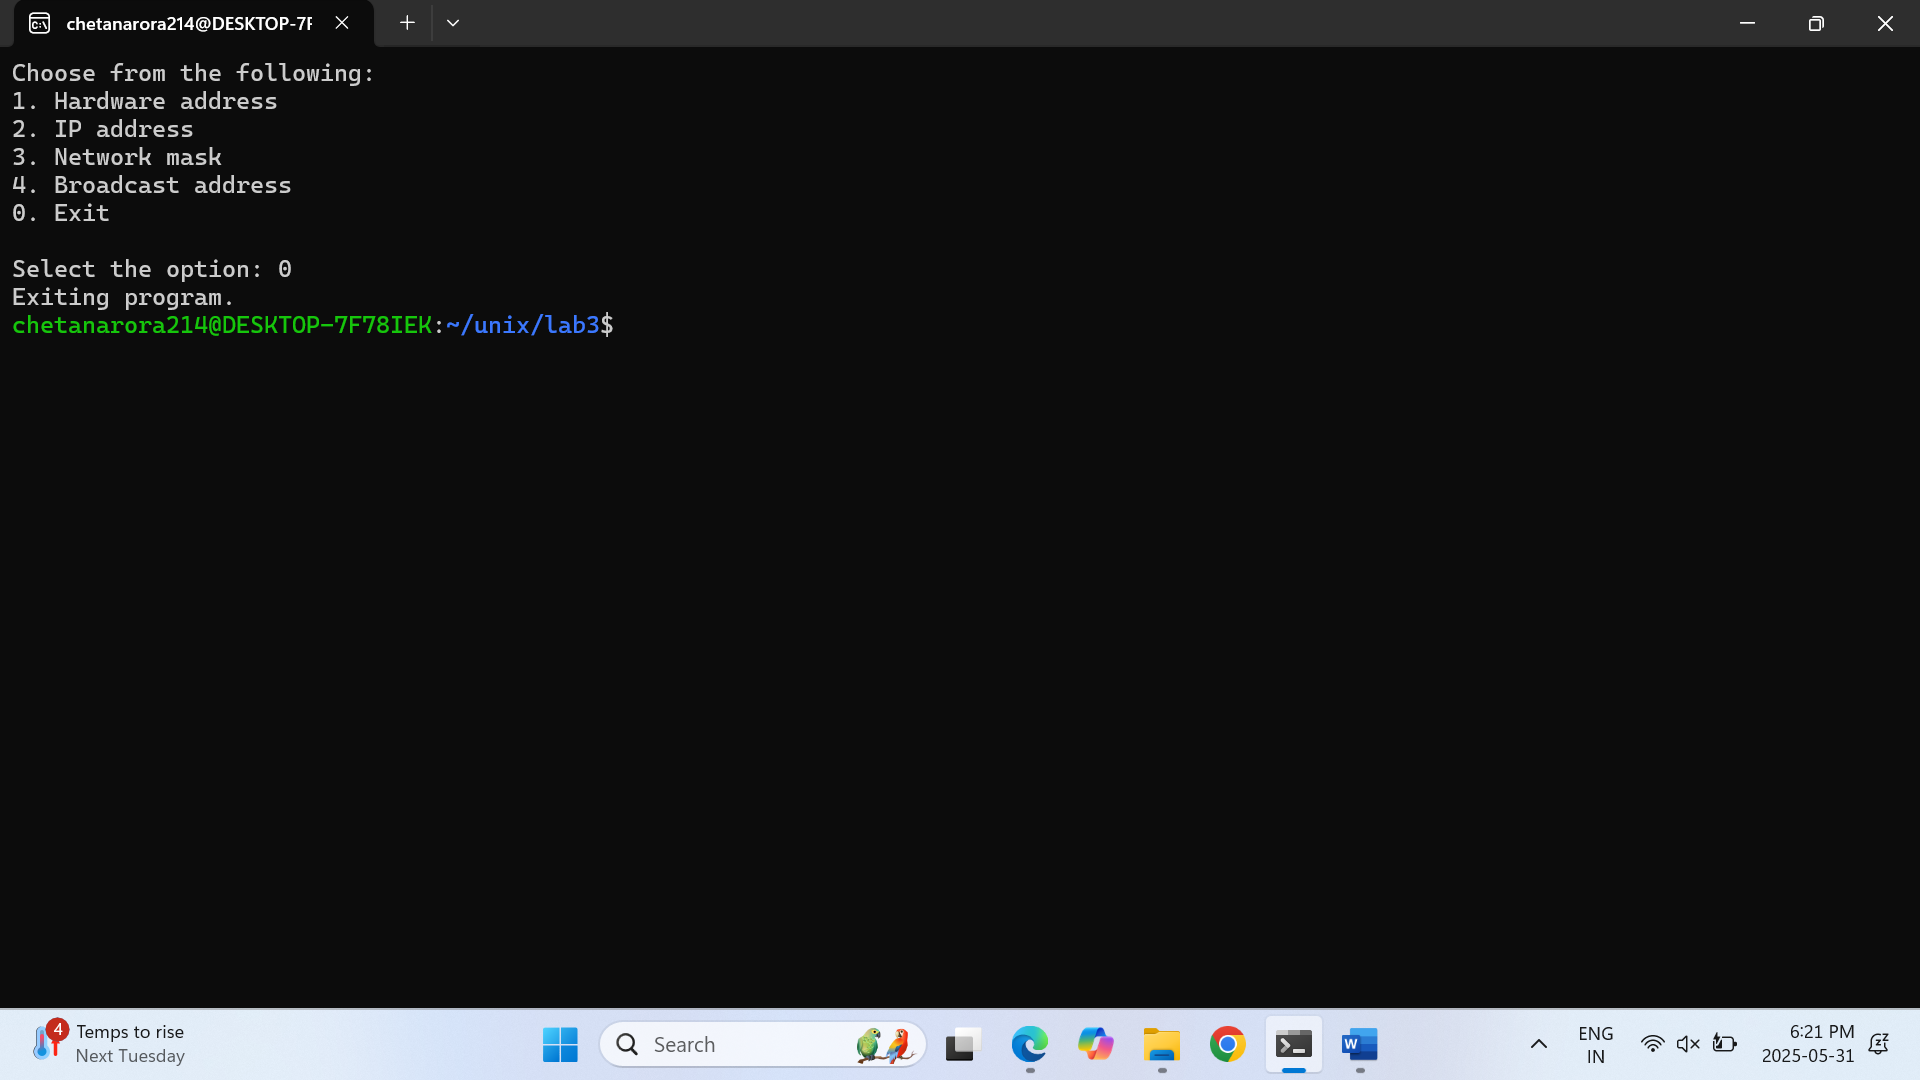 chetanarora214@DESKTOP-7F
Choose from the following:
1. Hardware address
2. IP address
3. Network mask
4. Broadcast address
0. Exit
Select the option: 0
Exiting program.
chetanarora214@DESKTOP-7F78IEK:~/unix/lab3$
4
Temps to rise
Next Tuesday
Search
W
ENG
IN
6:21 PM
2025-05-31